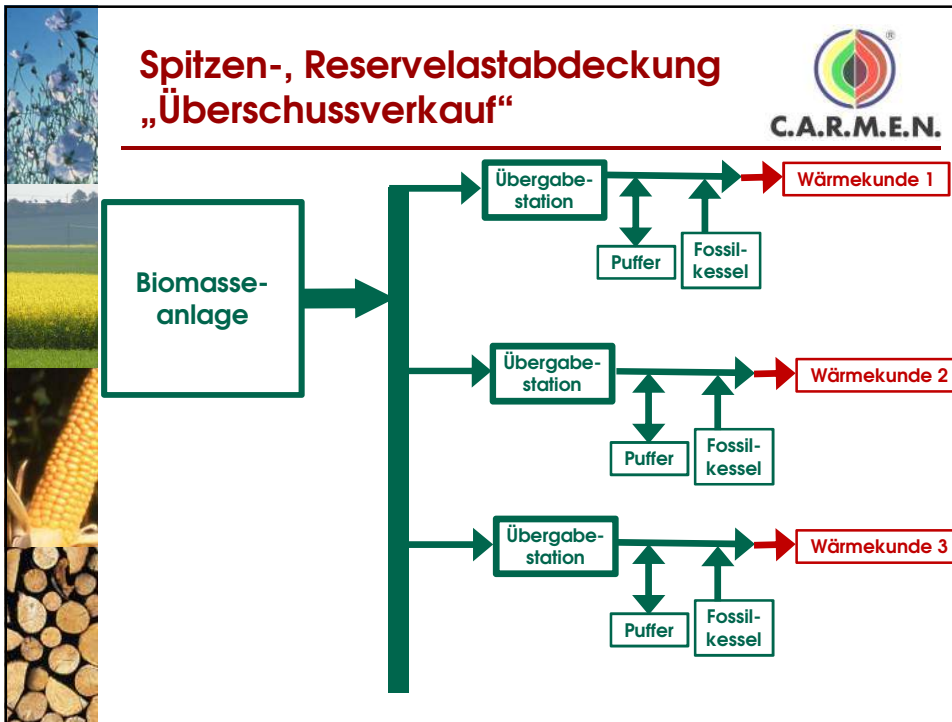 Spitzen-, Reservelastabdeckung
„Überschussverkauf“
®
C.A.R.M.E.N.
Biomasse-
anlage
Übergabe-
station
Puffer
Fossil-
kessel
Wärmekunde 1
Übergabe-
station
Puffer
Fossil-
kessel
Wärmekunde 2
Übergabe-
station
Puffer
Fossil-
kessel
Wärmekunde 3